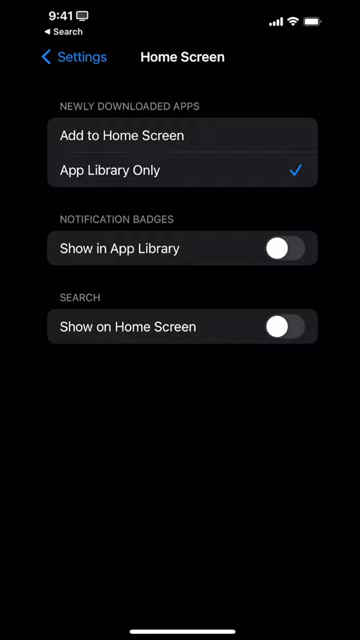 9:41
Search
Settings
Home Screen
NEWLY DOWNLOADED APPS
Add to Home Screen
App Library Only
NOTIFICATION BADGES
Show in App Library
SEARCH
Show on Home Screen